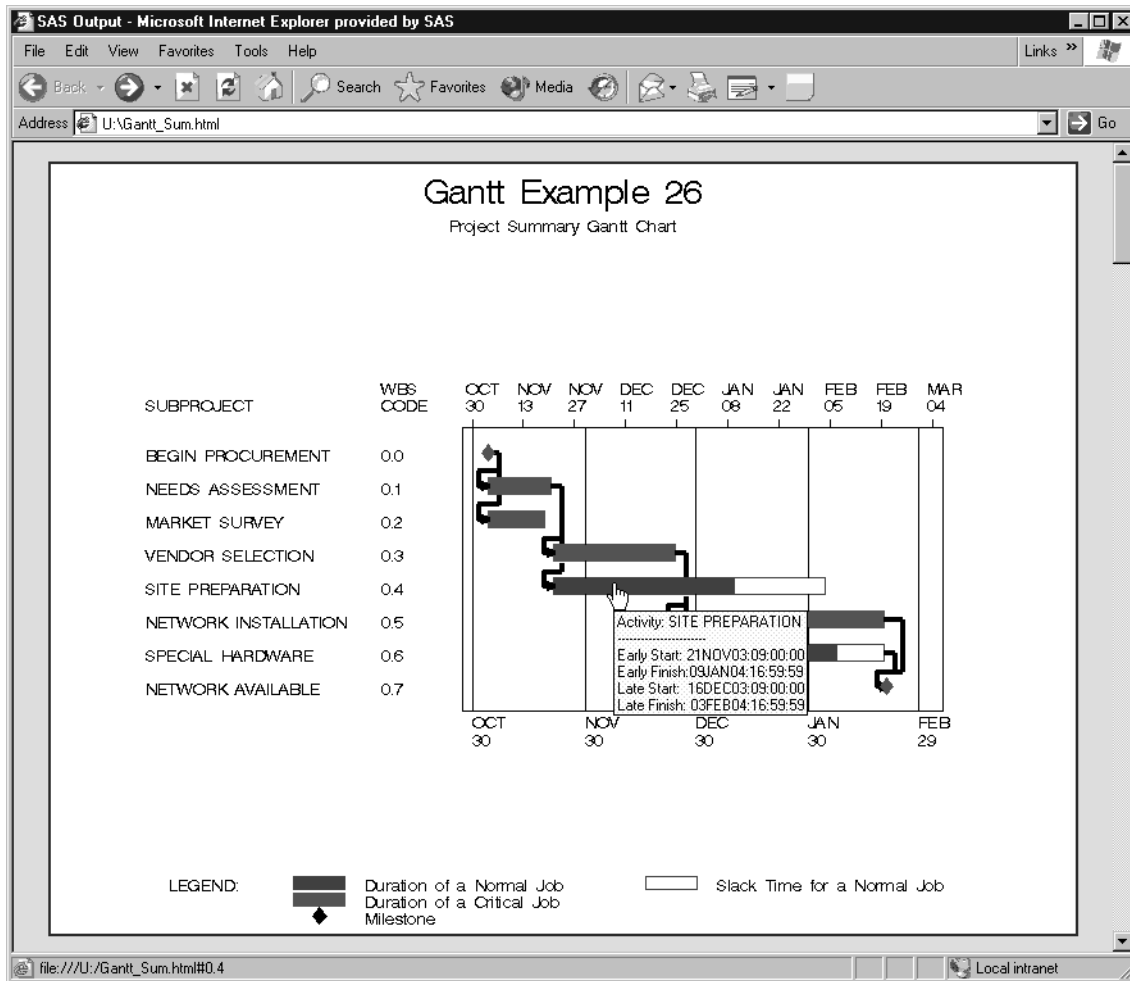 SAS Output - Microsoft Internet Explorer provided by SAS
File Edit View Favorites Tools Help Links »
Back Search Favorites Media
Address U:\Gantt_Sum.html Go
Gantt Example 26
Project Summary Gantt Chart
WBS OCT NOV NOV DEC DEC JAN JAN FEB FEB MAR
SUBPROJECT CODE 30 13 27 11 25 08 22 05 19 04
BEGIN PROCUREMENT 0.0
NEEDS ASSESSMENT 0.1
MARKET SURVEY 0.2
VENDOR SELECTION 0.3
SITE PREPARATION 0.4
NETWORK INSTALLATION 0.5
SPECIAL HARDWARE 0.6
NETWORK AVAILABLE 0.7
Activity: SITE PREPARATION
----------------------
Early Start: 21NOV03:09:00:00
Early Finish:09JAN04:16:59:59
Late Start: 16DEC03:09:00:00
Late Finish: 03FEB04:16:59:59
OCT NOV DEC JAN FEB
30 30 30 30 29
LEGEND: Duration of a Normal Job Slack Time for a Normal Job
Duration of a Critical Job
Milestone
file:///U:/Gantt_Sum.html#0.4 Local intranet